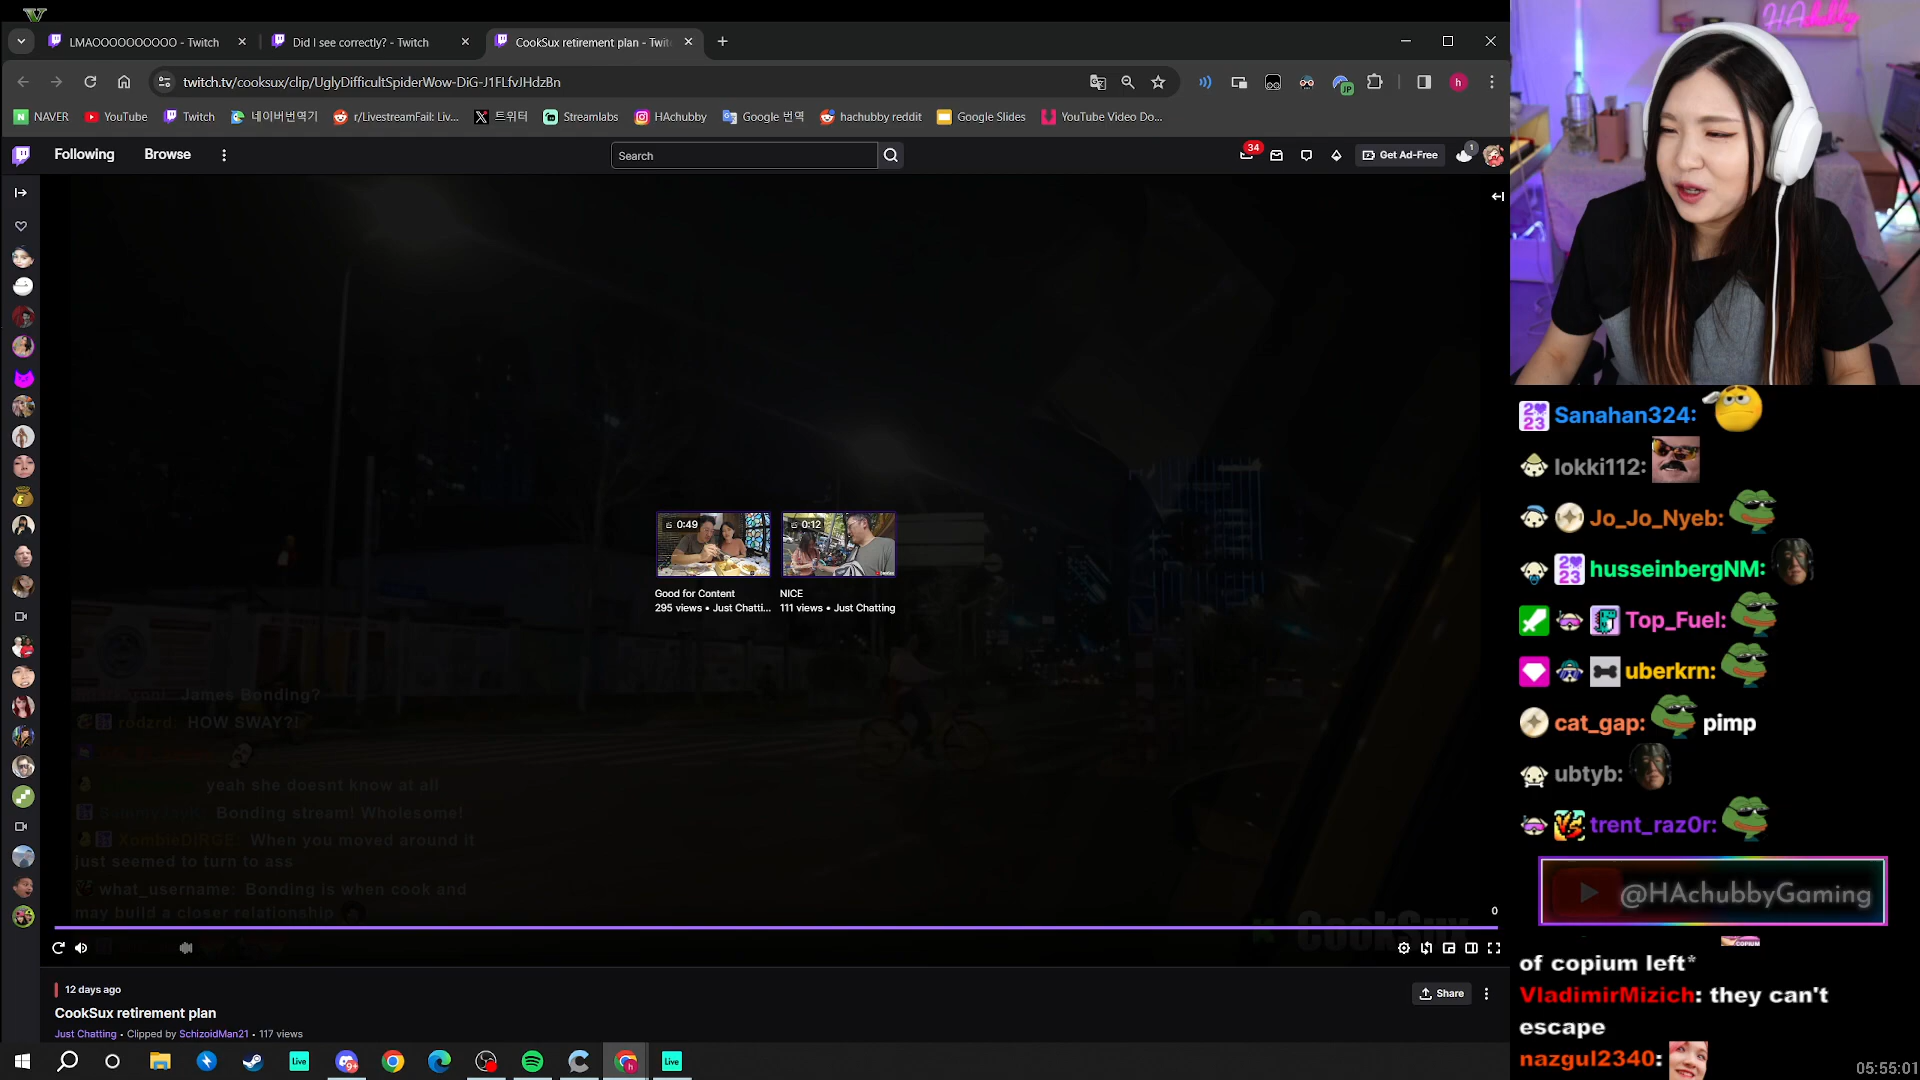 LMAOOOOOOOOOO - Twitch
Did I see correctly? - Twitch
CookSux retirement plan - Twit
twitch.tv/cooksux/clip/UglyDifficultSpiderWow-DiG-J1FLfvJHdzBn
NAVER
YouTube
Twitch
네이버번역기
r/LivestreamFail: Liv...
트위터
Streamlabs
HAchubby
Google 번역
hachubby reddit
Google Slides
YouTube Video Do...
Following
Browse
Search
34
Get Ad-Free
1
0:49
0:12
Good for Content
NICE
295 views • Just Chatti...
111 views • Just Chatting
James Bonding?
rodzrd: HOW SWAY?!
yeah she doesnt know at all
Bonding stream! Wholesome!
XombieDIRGE: When you moved around it
just seemed to turn to ass
what_username: Bonding is when cook and
may build a closer relationship
CookSux
0
12 days ago
CookSux retirement plan
Just Chatting • Clipped by SchizoidMan21 • 117 views
Share
HAchubby
Sanahan324:
lokki112:
Jo_Jo_Nyeb:
husseinbergNM:
Top_Fuel:
uberkrn:
cat_gap: pimp
ubtyb:
trent_raz0r:
@HAchubbyGaming
COPIUM
of copium left*
VladimirMizich: they can't
escape
nazgul2340:
05:55:01